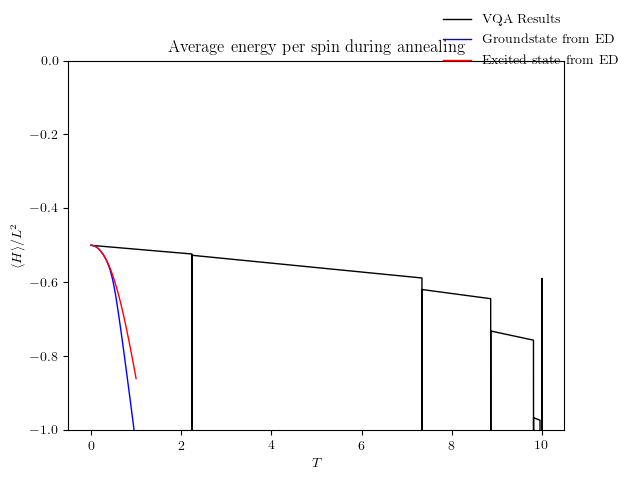 VQA Results
Groundstate from ED
Excited state from ED
Average energy per spin during annealing
0.0
−0.2
−0.4
−0.6
−0.8
−1.0
⟨H⟩/L²
0 2 4 6 8 10
T